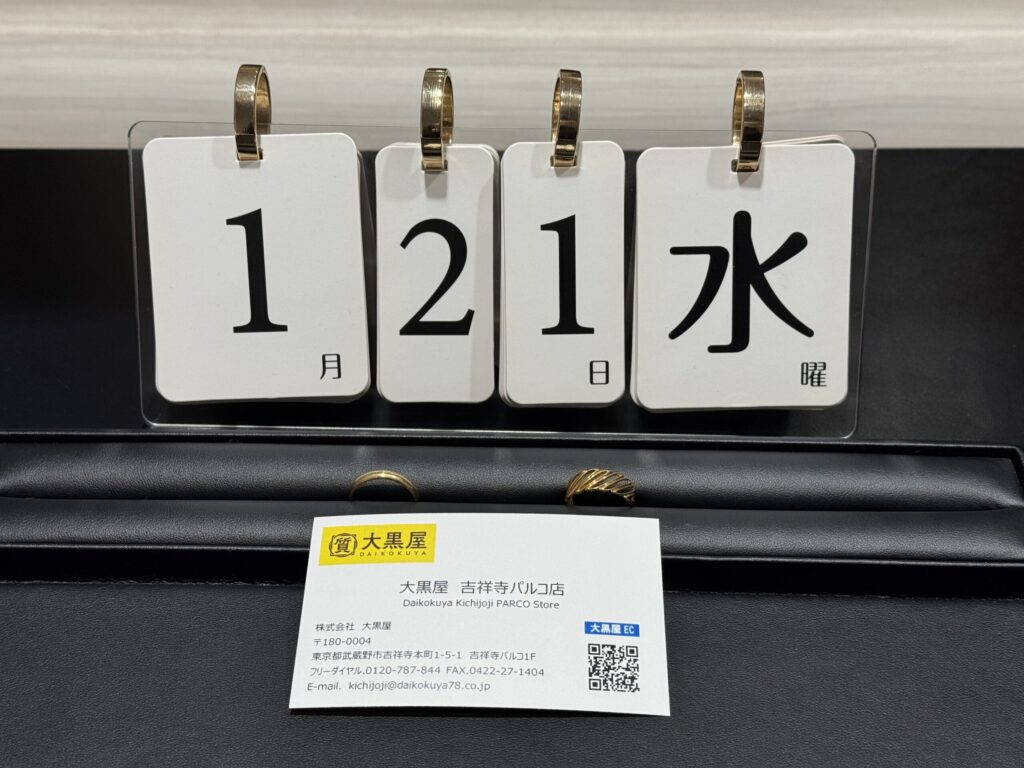 1月
21日
水曜
質 大黒屋
DAIKOKUYA
大黒屋 吉祥寺パルコ店
Daikokuya Kichijoji PARCO Store
株式会社 大黒屋
〒180-0004
東京都武蔵野市吉祥寺本町1-5-1 吉祥寺パルコ1F
フリーダイヤル.0120-787-844 FAX.0422-27-1404
E-mail. kichijoji@daikokuya78.co.jp
大黒屋 EC